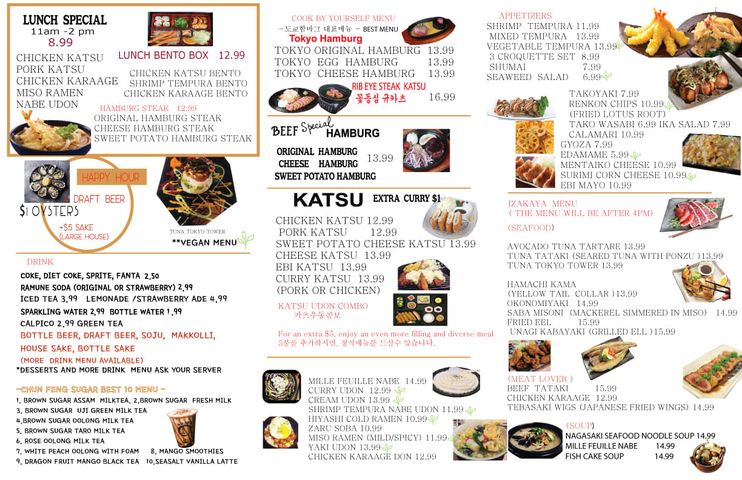 LUNCH SPECIAL
11am -2 pm
8.99
CHICKEN KATSU
PORK KATSU
CHICKEN KARAAGE
MISO RAMEN
NABE UDON
LUNCH BENTO BOX 12.99
CHICKEN KATSU BENTO
SHRIMP TEMPURA BENTO
CHICKEN KARAAGE BENTO
HAMBURG STEAK 12.99
ORIGINAL HAMBURG STEAK
CHEESE HAMBURG STEAK
SWEET POTATO HAMBURG STEAK
HAPPY HOUR
DRAFT BEER
$1 OYSTERS
+$5 SAKE
(LARGE HOUSE)
TUNA TOKYO TOWER
**VEGAN MENU
DRINK
COKE, DIET COKE, SPRITE, FANTA 2,50
RAMUNE SODA (ORIGINAL OR STRAWBERRY) 2,99
ICED TEA 3,99 LEMONADE /STRAWBERRY ADE 4,99
SPARKLING WATER 2,99 BOTTLE WATER 1,99
CALPICO 2,99 GREEN TEA
BOTTLE BEER, DRAFT BEER, SOJU, MAKKOLLI,
HOUSE SAKE, BOTTLE SAKE
(MORE DRINK MENU AVAILABLE)
*DESSERTS AND MORE DRINK MENU ASK YOUR SERVER
-CHUN FENG SUGAR BEST 10 MENU -
1, BROWN SUGAR ASSAM MILKTEA, 2,BROWN SUGAR FRESH MILK
3, BROWN SUGAR UJI GREEN MILK TEA
4,BROWN SUGAR OOLONG MILK TEA
5, BROWN SUGAR TARO MILK TEA
6, ROSE OOLONG MILK TEA
7, WHITE PEACH OOLONG WITH FOAM 8, MANGO SMOOTHIES
9, DRAGON FRUIT MANGO BLACK TEA 10,SEASALT VANILLA LATTE
COOK BY YOURSELF MENU
-도쿄함바그 대표메뉴 - BEST MENU
Tokyo Hamburg
TOKYO ORIGINAL HAMBURG 13.99
TOKYO EGG HAMBURG 13.99
TOKYO CHEESE HAMBURG 13.99
RIB EYE STEAK KATSU
꽃등심 규카츠 16.99
BEEF Special HAMBURG
ORIGINAL HAMBURG
CHEESE HAMBURG 13.99
SWEET POTATO HAMBURG
KATSU EXTRA CURRY $1
CHICKEN KATSU 12.99
PORK KATSU 12.99
SWEET POTATO CHEESE KATSU 13.99
CHEESE KATSU 13.99
EBI KATSU 13.99
CURRY KATSU 13.99
(PORK OR CHICKEN)
KATSU UDON COMBO
카츠우동콤보
For an extra $5, enjoy an even more filling and diverse meal
5불을 추가하시면, 정식메뉴를 드실수 있습니다.
MILLE FEUILLE NABE 14.99
CURRY UDON 12.99
CREAM UDON 13.99
SHRIMP TEMPURA NABE UDON 11.99
HIYASHI COLD RAMEN 10.99
ZARU SOBA 10.99
MISO RAMEN (MILD/SPICY) 11.99
YAKI UDON 13.99
CHICKEN KARAAGE DON 12.99
APPETIZERS
SHRIMP TEMPURA 11.99
MIXED TEMPURA 13.99
VEGETABLE TEMPURA 13.99
3 CROQUETTE SET 8.99
SHUMAI 7.99
SEAWEED SALAD 6.99
TAKOYAKI 7.99
RENKON CHIPS 10.99
(FRIED LOTUS ROOT)
TAKO WASABI 6.99 IKA SALAD 7.99
CALAMARI 10.99
GYOZA 7.99
EDAMAME 5.99
MENTAIKO CHEESE 10.99
SURIMI CORN CHEESE 10.99
EBI MAYO 10.99
IZAKAYA MENU
( THE MENU WILL BE AFTER 4PM)
(SEAFOOD)
AVOCADO TUNA TARTARE 13.99
TUNA TATAKI (SEARED TUNA WITH PONZU )13.99
TUNA TOKYO TOWER 13.99
HAMACHI KAMA
(YELLOW TAIL COLLAR )13.99
OKONOMIYAKI 14.99
SABA MISONI (MACKEREL SIMMERED IN MISO) 14.99
FRIED EEL 15.99
UNAGI KABAYAKI (GRILLED ELL )15.99
(MEAT LOVER )
BEEF TATAKI 15.99
CHICKEN KARAAGE 12.99
TEBASAKI WIGS (JAPANESE FRIED WINGS) 14.99
(SOUP)
NAGASAKI SEAFOOD NOODLE SOUP 14.99
MILLE FEUILLE NABE 14.99
FISH CAKE SOUP 14.99